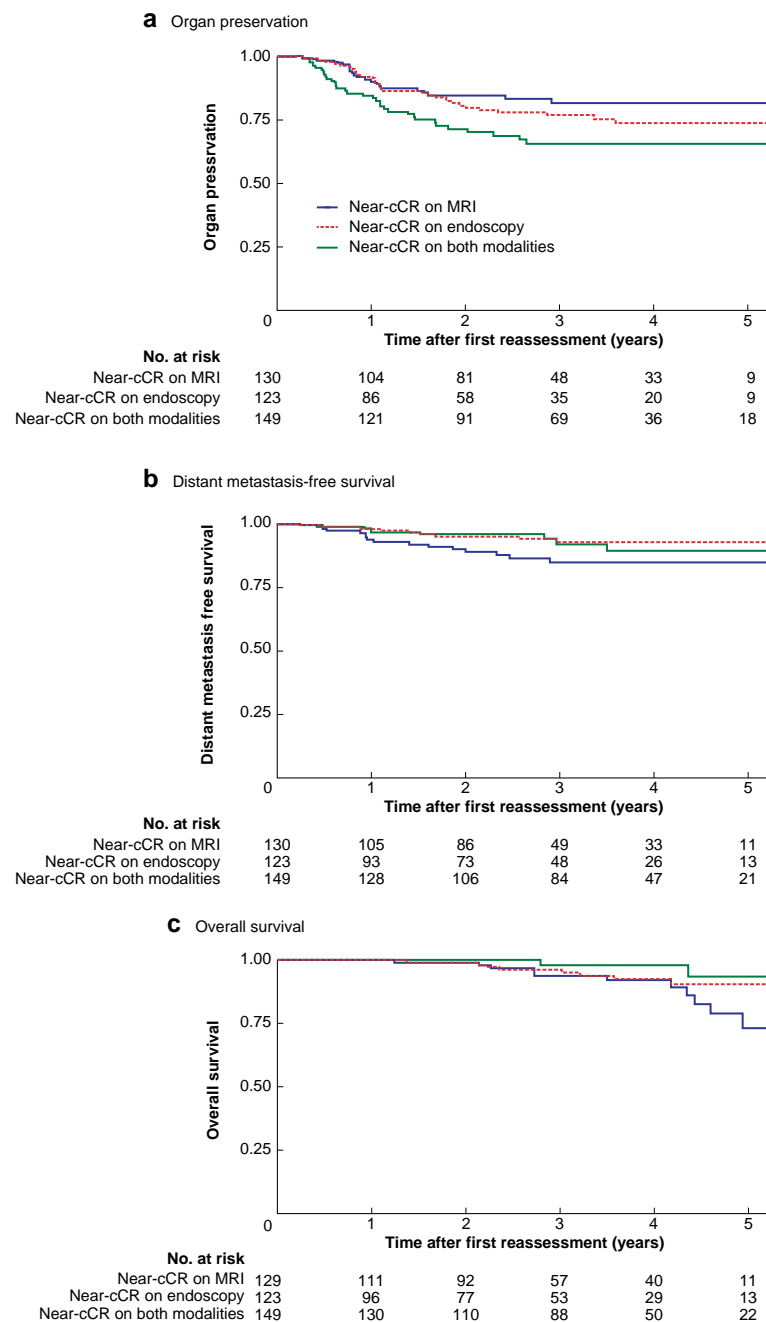 a Organ preservation
1.00
0.75
0.50
0.25
Organ pressrvation
Near-cCR on MRI
Near-cCR on endoscopy
Near-cCR on both modalities
0 1 2 3 4 5
Time after first reassessment (years)
No. at risk
Near-cCR on MRI 130 104 81 48 33 9
Near-cCR on endoscopy 123 86 58 35 20 9
Near-cCR on both modalities 149 121 91 69 36 18
b Distant metastasis-free survival
1.00
0.75
0.50
0.25
Distant metastasis free survival
0 1 2 3 4 5
Time after first reassessment (years)
No. at risk
Near-cCR on MRI 130 105 86 49 33 11
Near-cCR on endoscopy 123 93 73 48 26 13
Near-cCR on both modalities 149 128 106 84 47 21
c Overall survival
1.00
0.75
0.50
0.25
Overall survival
0 1 2 3 4 5
Time after first reassessment (years)
No. at risk
Near-cCR on MRI 129 111 92 57 40 11
Near-cCR on endoscopy 123 96 77 53 29 13
Near-cCR on both modalities 149 130 110 88 50 22